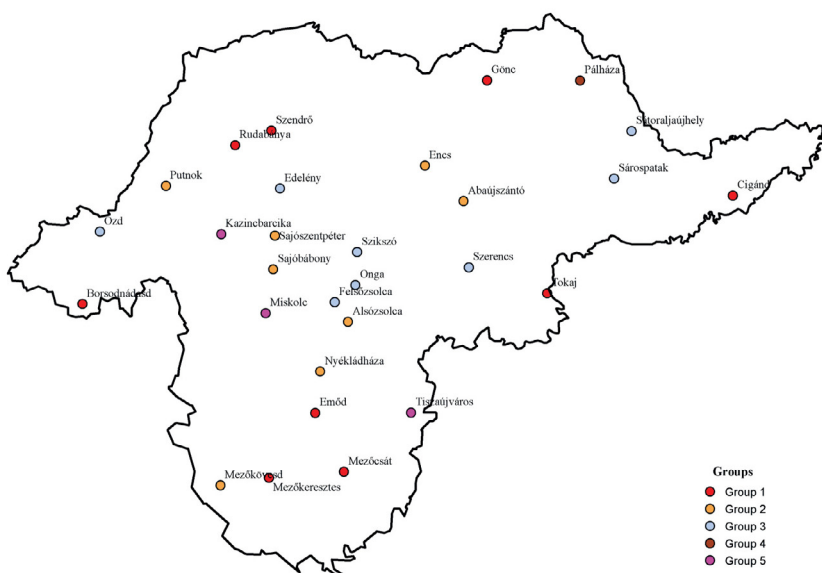 Gönc
Pálháza
Szendrő
Sátoraljaújhely
Rudabánya
Encs
Putnok
Edelény
Sárospatak
Abaújszántó
Cigánd
Ózd
Kazincbarcika
Sajószentpéter
Szikszó
Sajóbábony
Szerencs
Onga
Borsodnádasd
Felsőzsolca
Tokaj
Miskolc
Alsózsolca
Nyékládháza
Emőd
Tiszaújváros
Mezőkövesd
Mezőcsát
Mezőkeresztes
Groups
Group 1
Group 2
Group 3
Group 4
Group 5